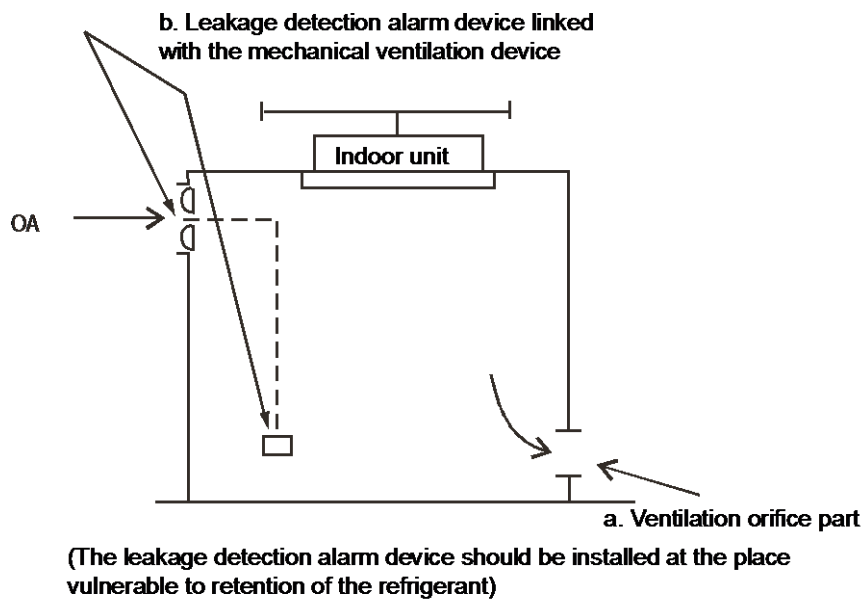 b. Leakage detection alarm device linked
with the mechanical ventilation device
Indoor unit
OA
a. Ventilation orifice part
(The leakage detection alarm device should be installed at the place
vulnerable to retention of the refrigerant)